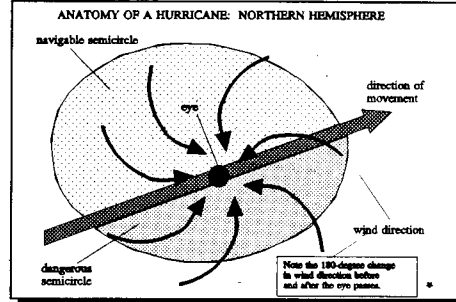 ANATOMY OF A HURRICANE: NORTHERN HEMISPHERE
navigable semicircle
direction of
movement
eye
wind direction
dangerous
semicircle
Note the 180-degree change
in wind direction before
and after the eye passes.
*